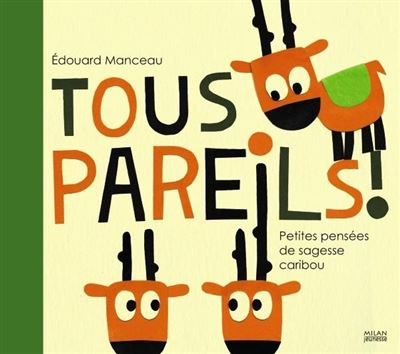 Édouard Manceau
TOUS
PAREiLS!
Petites pensées
de sagesse
caribou
MILAN
jeunesse